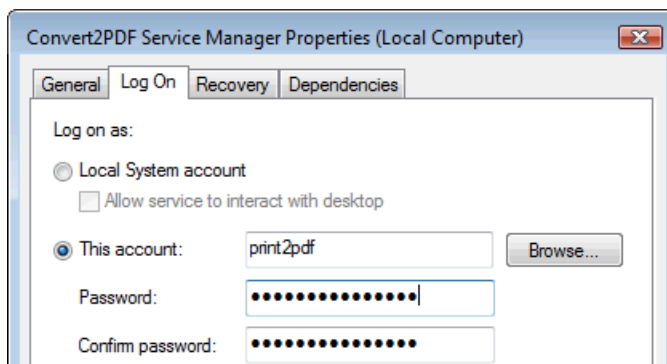 Convert2PDF Service Manager Properties (Local Computer)
General Log On Recovery Dependencies
Log on as:
Local System account
Allow service to interact with desktop
This account: print2pdf Browse...
Password: •••••••••••••••
Confirm password: •••••••••••••••